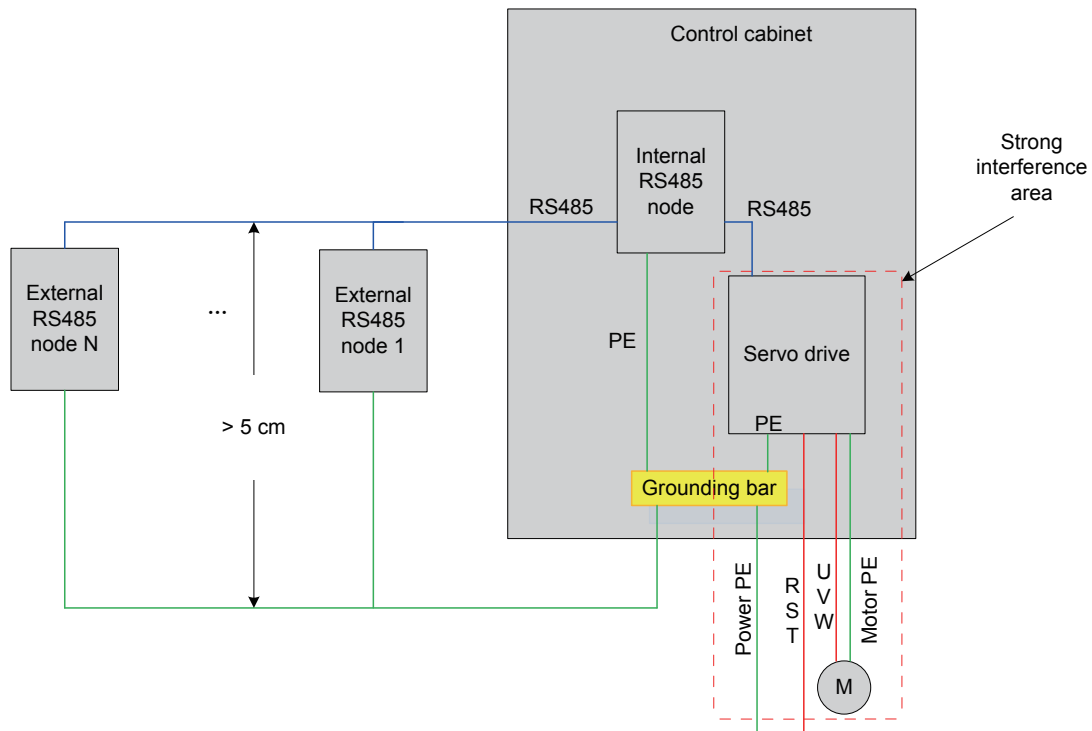 Control cabinet
Strong
interference
area
Internal
RS485
node
RS485
RS485
External
RS485
node N
...
External
RS485
node 1
PE
Servo drive
> 5 cm
PE
Grounding bar
Power PE
R
S
T
U
V
W
Motor PE
M